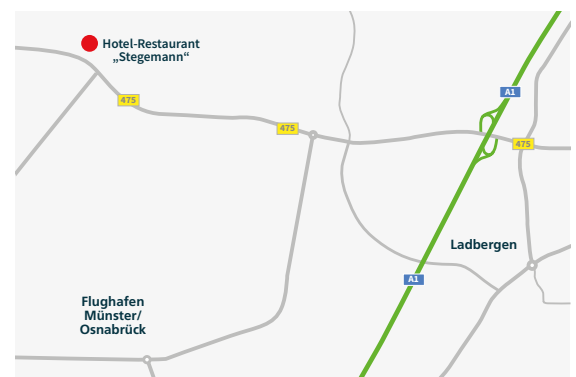 Hotel-Restaurant
„Stegemann“
A1
475
475
475
Ladbergen
A1
Flughafen
Münster/
Osnabrück